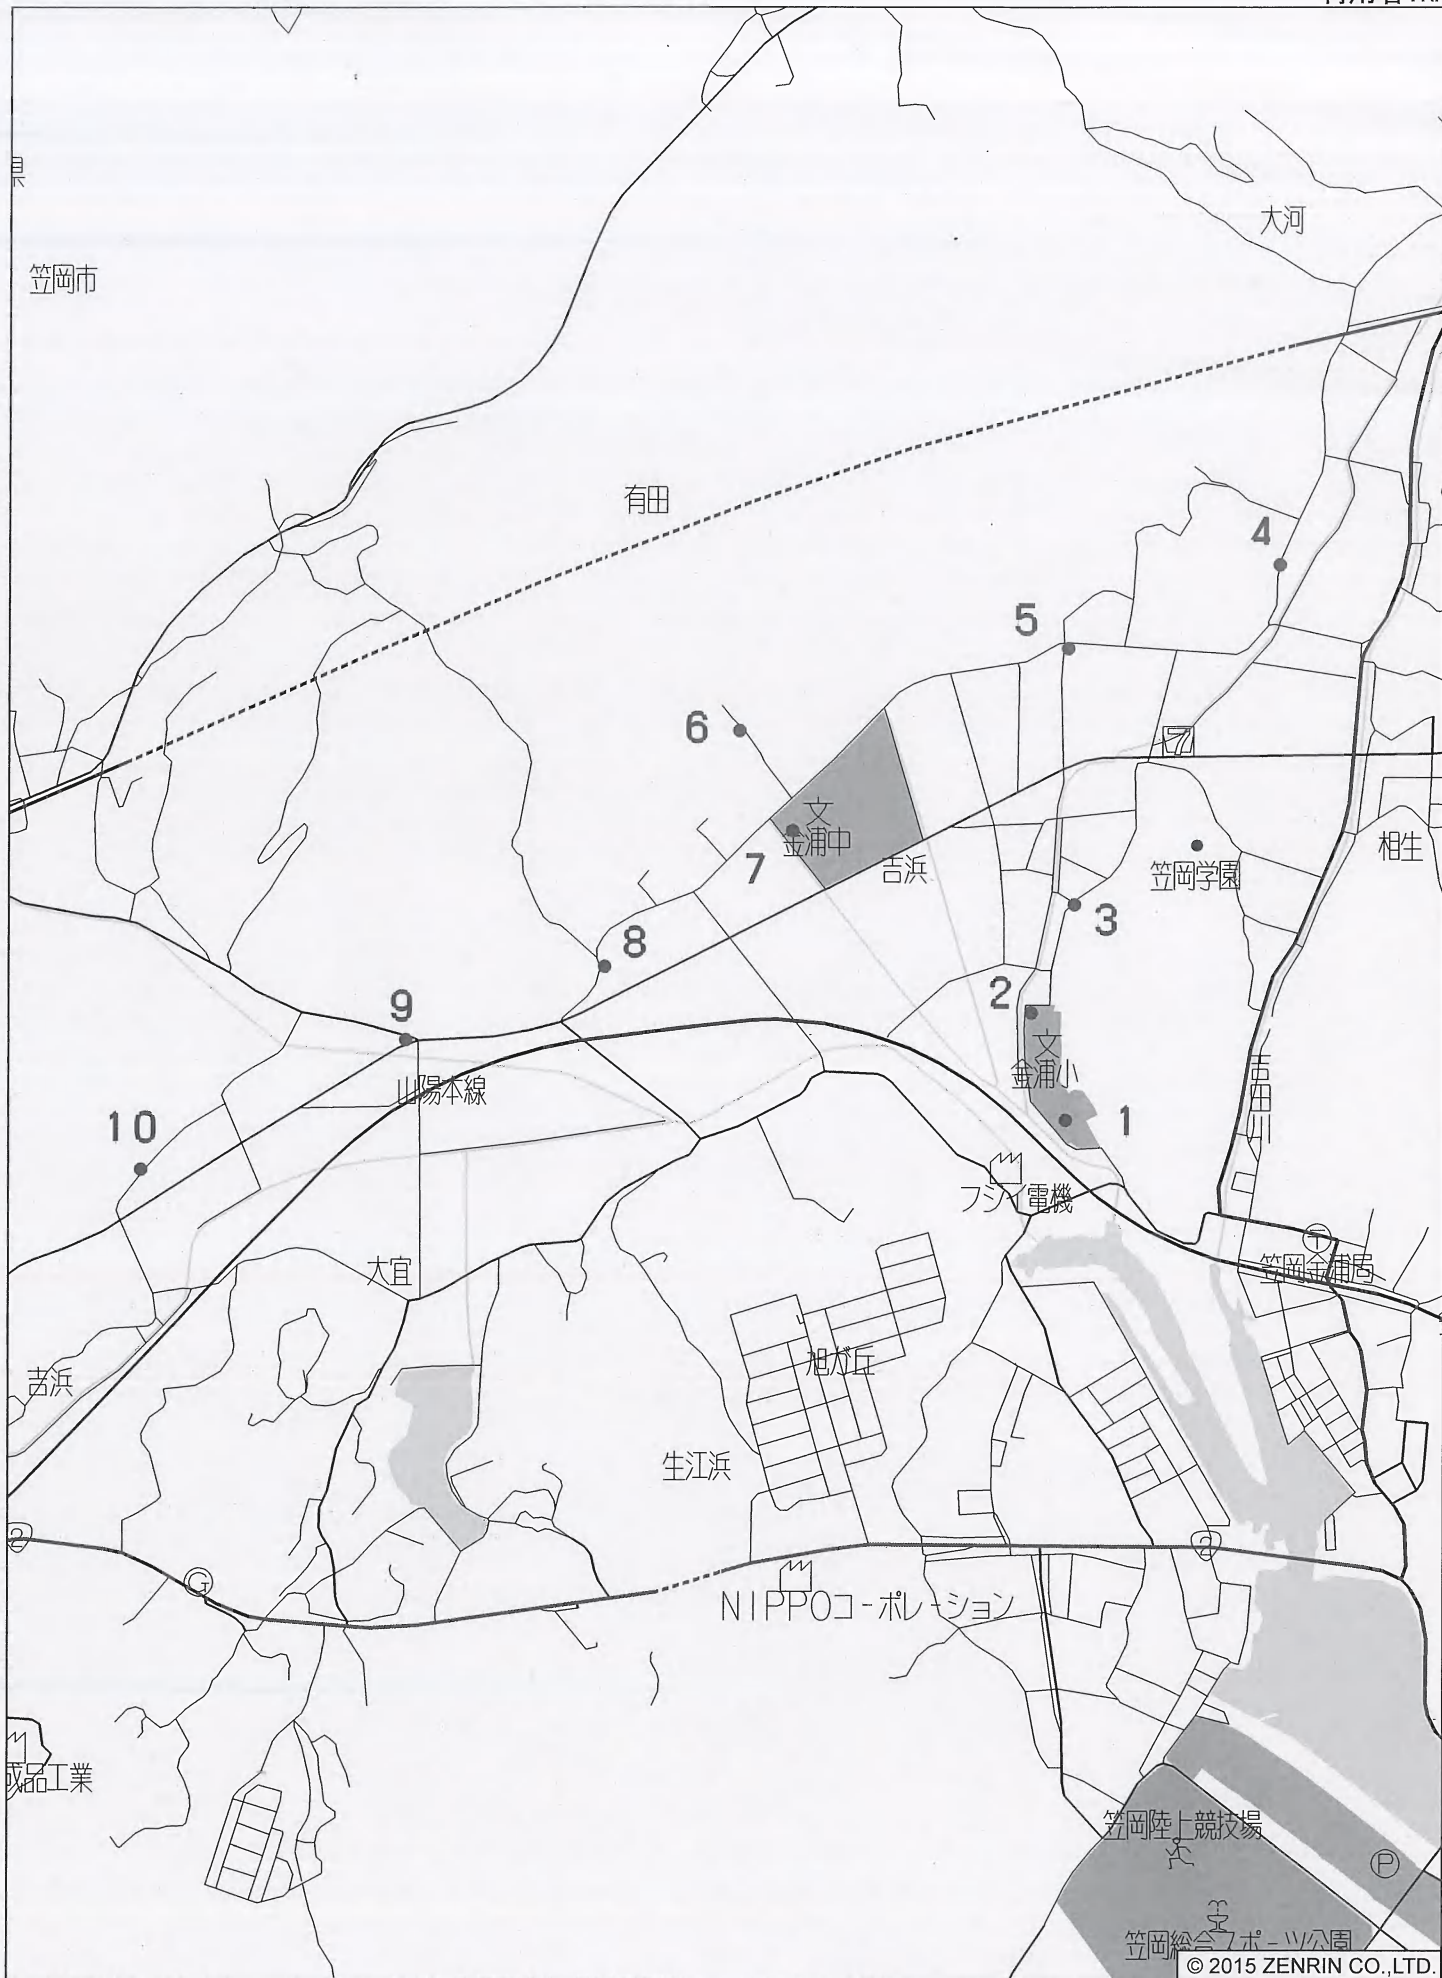 県
大河
笠岡市
有田
4
5
6
7
文
金浦中
7
吉浜
相生
笠岡学園
3
8
2
9
文
金浦小
山陽本線
吉田川
1
10
フジイ電機
〒
笠岡金浦局
大宜
旭が丘
吉浜
生江浜
2
2
G
NIPPOコーポレーション
成品工業
笠岡陸上競技場
P
笠岡総合スポーツ公園
© 2015 ZENRIN CO.,LTD.